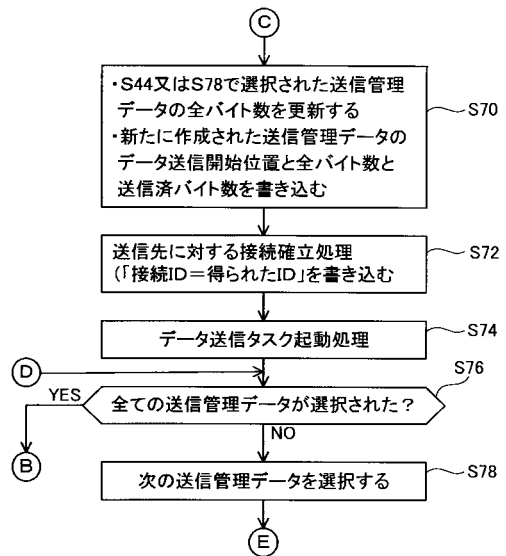 C
・S44又はS78で選択された送信管理
データの全バイト数を更新する
・新たに作成された送信管理データの
データ送信開始位置と全バイト数と
送信済バイト数を書き込む
S70
送信先に対する接続確立処理
(「接続ID=得られたID」を書き込む
S72
データ送信タスク起動処理
S74
D
S76
YES
全ての送信管理データが選択された?
B
NO
次の送信管理データを選択する
S78
E